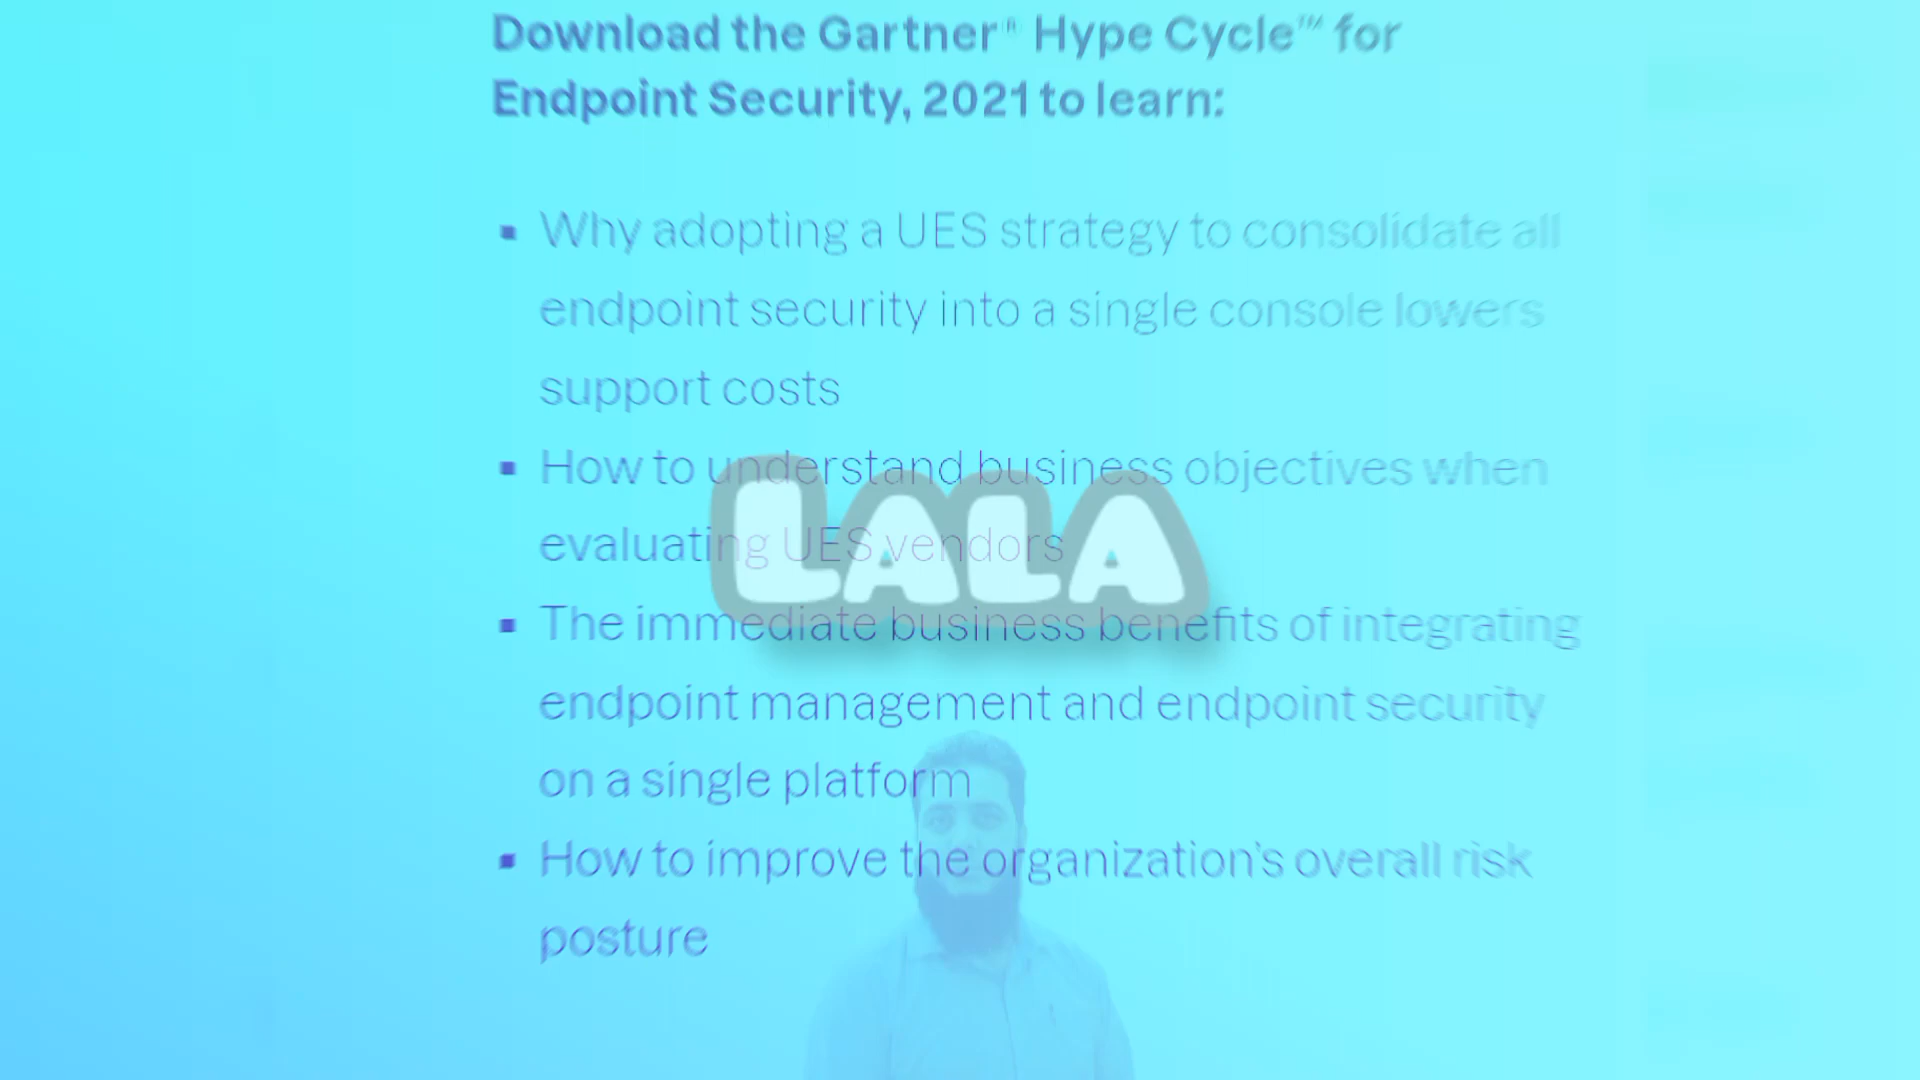 Download the Gartner® Hype Cycle™ for
Endpoint Security, 2021 to learn:
▪ Why adopting a UES strategy to consolidate all
endpoint security into a single console lowers
support costs
▪ How to understand business objectives when
evaluating UES vendors
LALA
▪ The immediate business benefits of integrating
endpoint management and endpoint security
on a single platform
▪ How to improve the organization's overall risk
posture